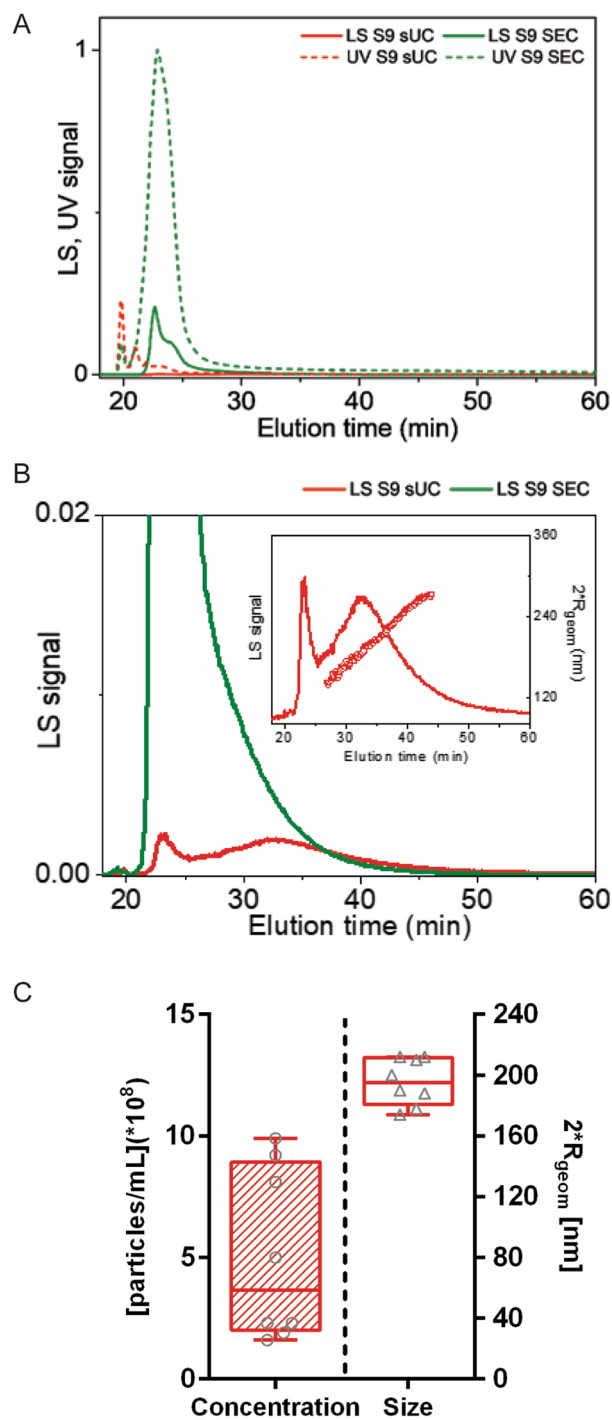 A
LS S9 sUC LS S9 SEC
UV S9 sUC UV S9 SEC
1
0
LS, UV signal
20 30 40 50 60
Elution time (min)
B
LS S9 sUC LS S9 SEC
0.02
0.00
LS signal
360
240
120
LS signal
2*Rgeom (nm)
20 30 40 50 60
Elution time (min)
20 30 40 50 60
Elution time (min)
C
15 240
200
10 160
120
5 80
40
0 0
[particles/mL](*10⁸)
2*Rgeom [nm]
Concentration Size